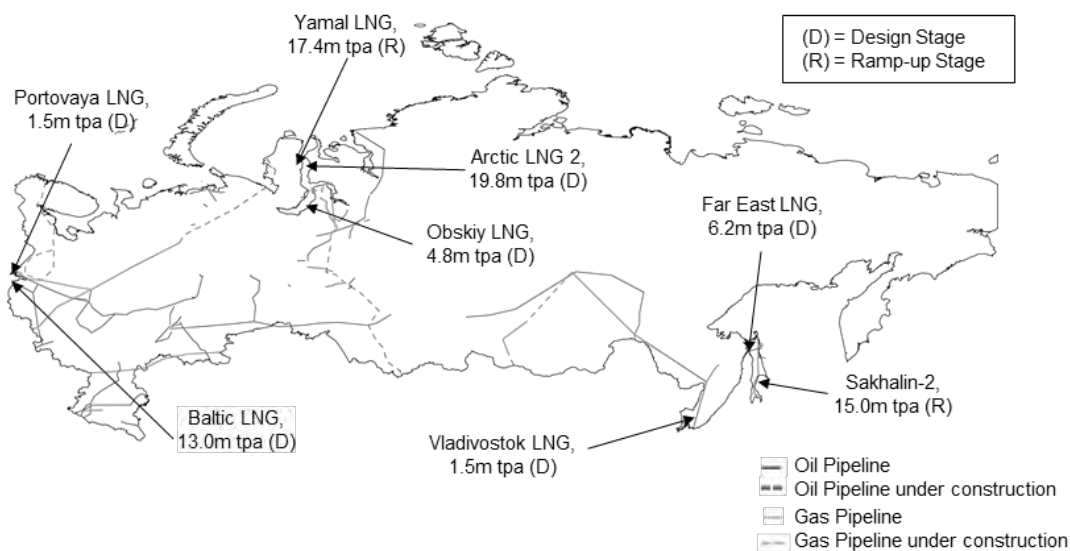 Yamal LNG,
17.4m tpa (R)
(D) = Design Stage
(R) = Ramp-up Stage
Portovaya LNG,
1.5m tpa (D)
Arctic LNG 2,
19.8m tpa (D)
Far East LNG,
6.2m tpa (D)
Obskiy LNG,
4.8m tpa (D)
Sakhalin-2,
15.0m tpa (R)
Baltic LNG,
13.0m tpa (D)
Vladivostok LNG,
1.5m tpa (D)
Oil Pipeline
Oil Pipeline under construction
Gas Pipeline
Gas Pipeline under construction